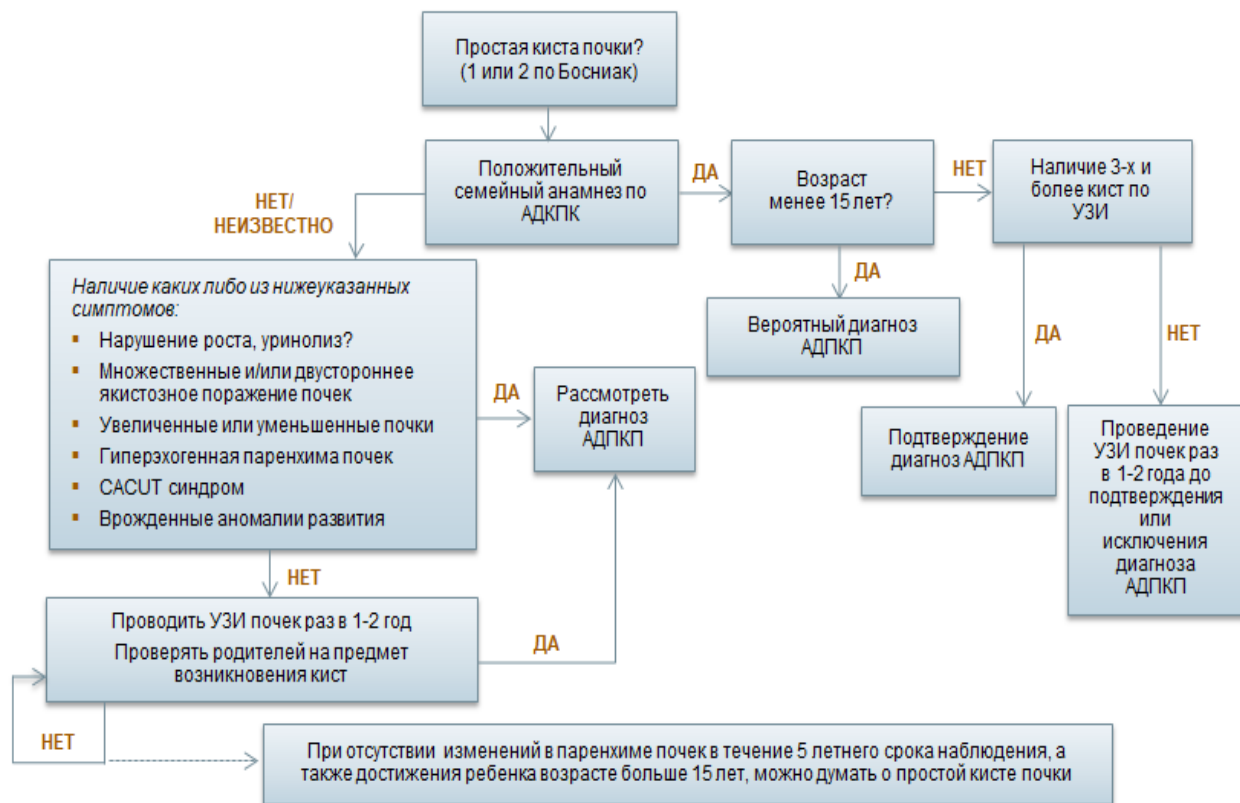 Простая киста почки?
(1 или 2 по Босниак)
Положительный
семейный анамнез по
АДКПК
ДА
Возраст
менее 15 лет?
НЕТ
Наличие 3-х и
более кист по
УЗИ
НЕТ/
НЕИЗВЕСТНО
Наличие каких либо из нижеуказанных
симптомов:
▪ Нарушение роста, уринолиз?
▪ Множественные и/или двустороннее
якистозное поражение почек
▪ Увеличенные или уменьшенные почки
▪ Гиперэхогенная паренхима почек
▪ CACUT синдром
▪ Врожденные аномалии развития
ДА
Рассмотреть
диагноз
АДПКП
ДА
Вероятный диагноз
АДПКП
ДА
Подтверждение
диагноз АДПКП
НЕТ
Проведение
УЗИ почек раз
в 1-2 года до
подтверждения
или
исключения
диагноза
АДПКП
НЕТ
Проводить УЗИ почек раз в 1-2 год
Проверять родителей на предмет
возникновения кист
ДА
НЕТ
При отсутствии изменений в паренхиме почек в течение 5 летнего срока наблюдения, а
также достижения ребенка возрасте больше 15 лет, можно думать о простой кисте почки